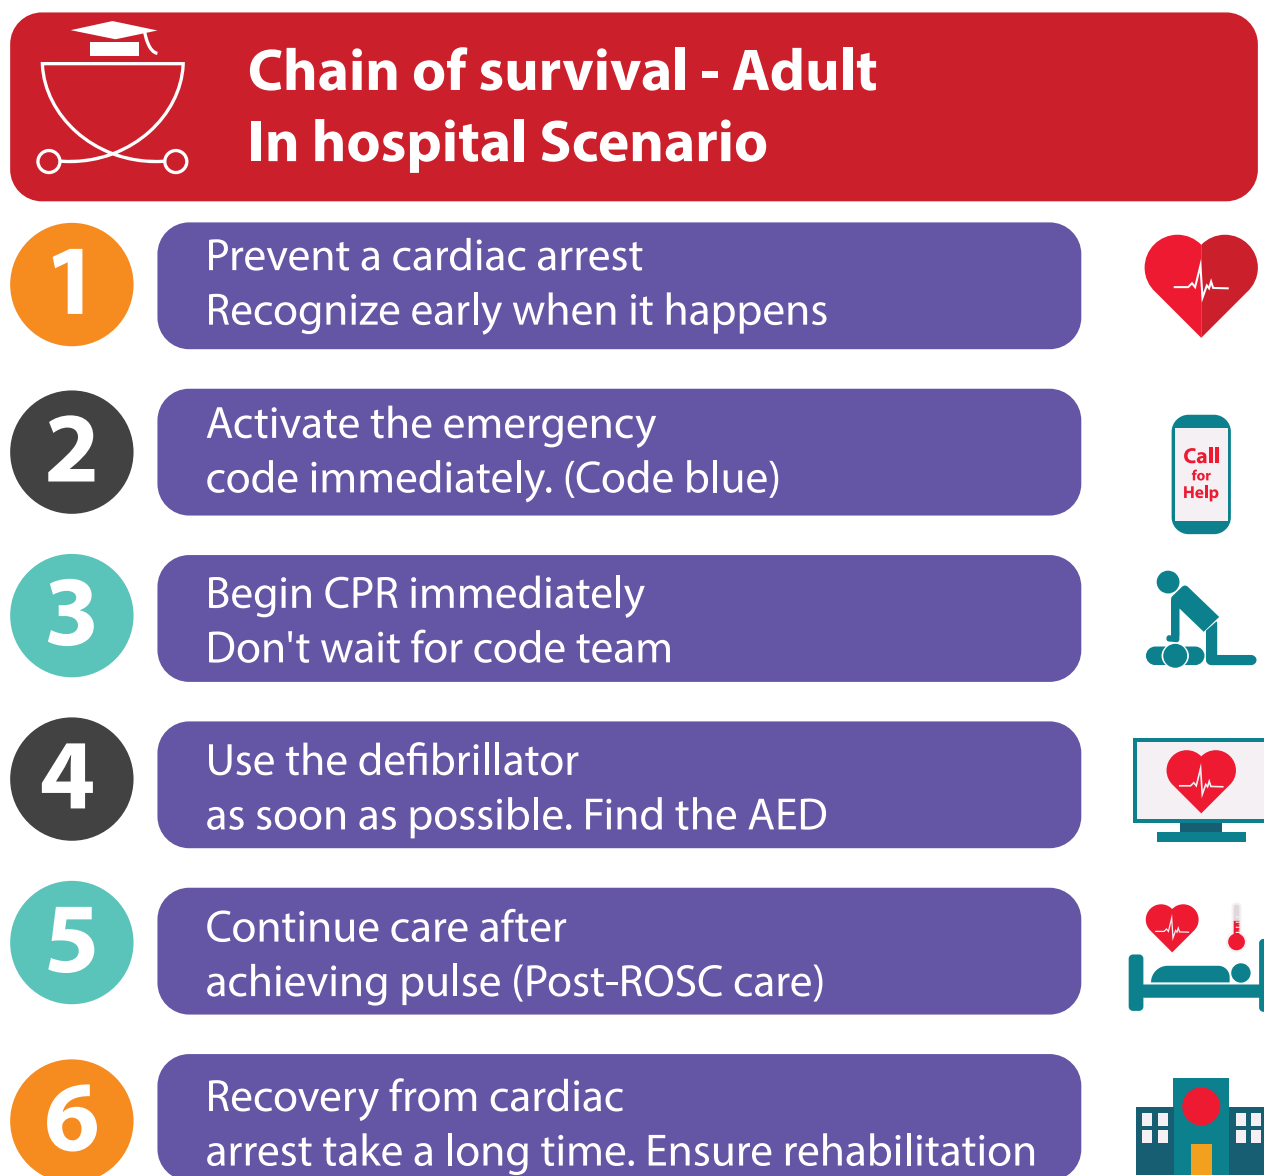 Chain of survival - Adult
In hospital Scenario
1
Prevent a cardiac arrest
Recognize early when it happens
2
Activate the emergency
code immediately. (Code blue)
Call
for
Help
3
Begin CPR immediately
Don't wait for code team
4
Use the defibrillator
as soon as possible. Find the AED
5
Continue care after
achieving pulse (Post-ROSC care)
6
Recovery from cardiac
arrest take a long time. Ensure rehabilitation